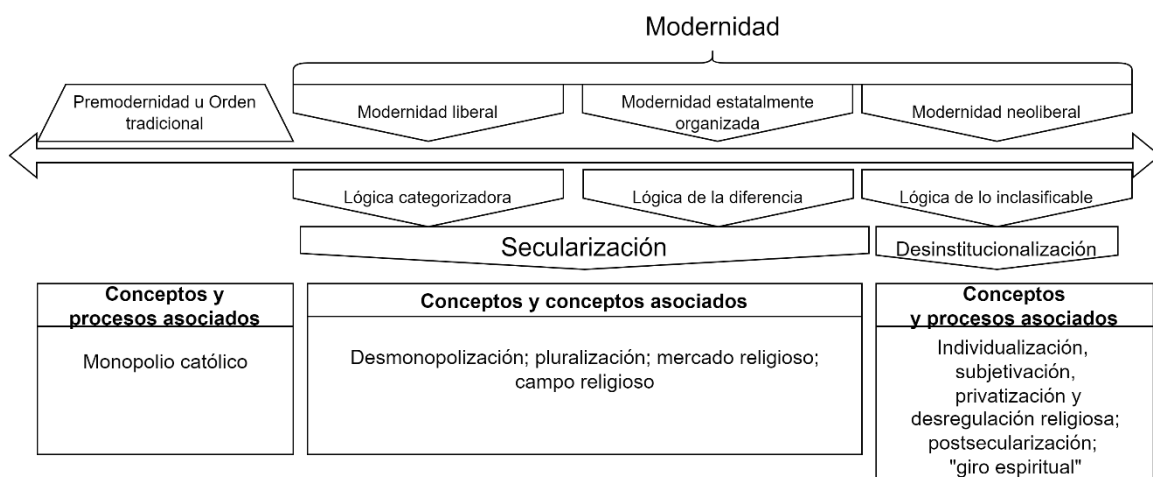 Modernidad
Premodernidad u Orden
tradicional
Modernidad liberal
Modernidad estatalmente
organizada
Modernidad neoliberal
Lógica categorizadora
Lógica de la diferencia
Lógica de lo inclasificable
Secularización
Desinstitucionalización
Conceptos y
procesos asociados
Monopolio católico
Conceptos y conceptos asociados
Desmonopolización; pluralización; mercado religioso;
campo religioso
Conceptos
y procesos asociados
Individualización,
subjetivación,
privatización y
desregulación religiosa;
postsecularización;
"giro espiritual"